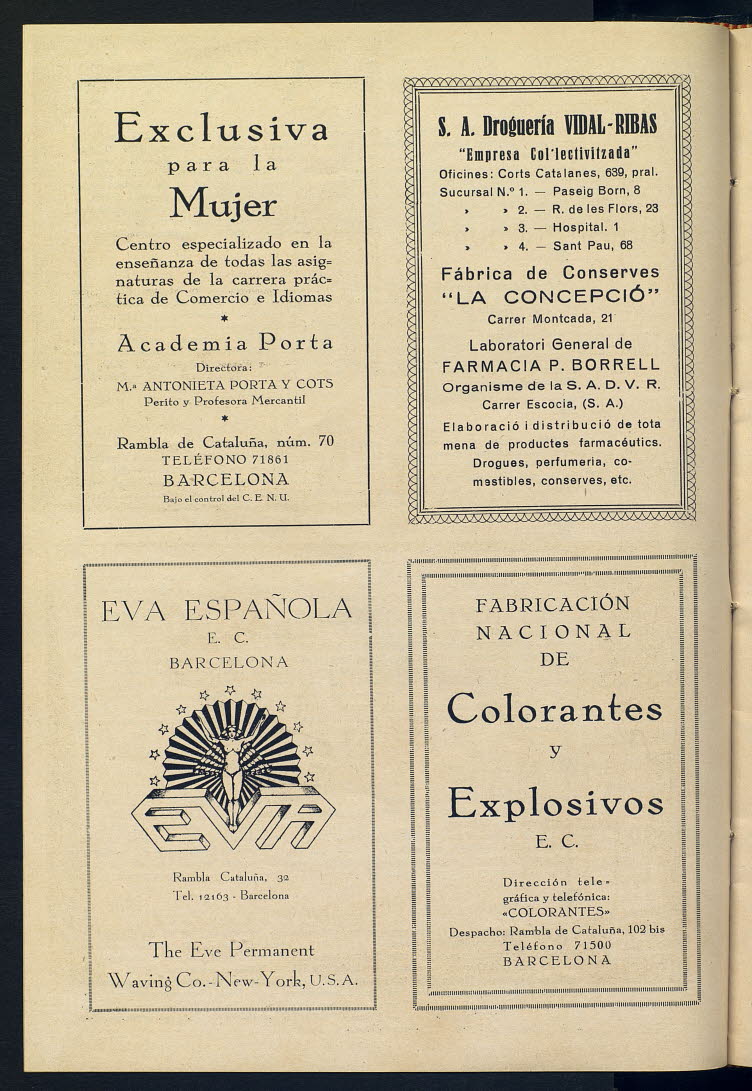 Exclusiva
para la
Mujer
Centro especializado en la
enseñanza de todas las asig=
naturas de la carrera prác=
tica de Comercio e Idiomas
*
Academia Porta
Directora:
M.ª ANTONIETA PORTA Y COTS
Perito y Profesora Mercantil
*
Rambla de Cataluña, núm. 70
TELÉFONO 71861
BARCELONA
Bajo el control del C. E. N. U.
S. A. Droguería VIDAL-RIBAS
"Empresa Col·lectivitzada"
Oficines: Corts Catalanes, 639, pral.
Sucursal N.º 1. — Paseig Born, 8
» » 2. — R. de les Flors, 23
» » 3. — Hospital. 1
» » 4. — Sant Pau, 68
Fábrica de Conserves
"LA CONCEPCIÓ"
Carrer Montcada, 21
Laboratori General de
FARMACIA P. BORRELL
Organisme de la S. A. D. V. R.
Carrer Escocia, (S. A.)
Elaboració i distribució de tota
mena de productes farmacéutics.
Drogues, perfumeria, co-
mestibles, conserves, etc.
EVA ESPAÑOLA
E. C.
BARCELONA
EVA
Rambla Cataluña, 32
Tel. 12163 - Barcelona
The Eve Permanent
Waving Co.-New-York, U.S.A.
FABRICACIÓN
NACIONAL
DE
Colorantes
y
Explosivos
E. C.
Dirección tele-
gráfica y telefónica:
«COLORANTES»
Despacho: Rambla de Cataluña, 102 bis
Teléfono 71500
BARCELONA